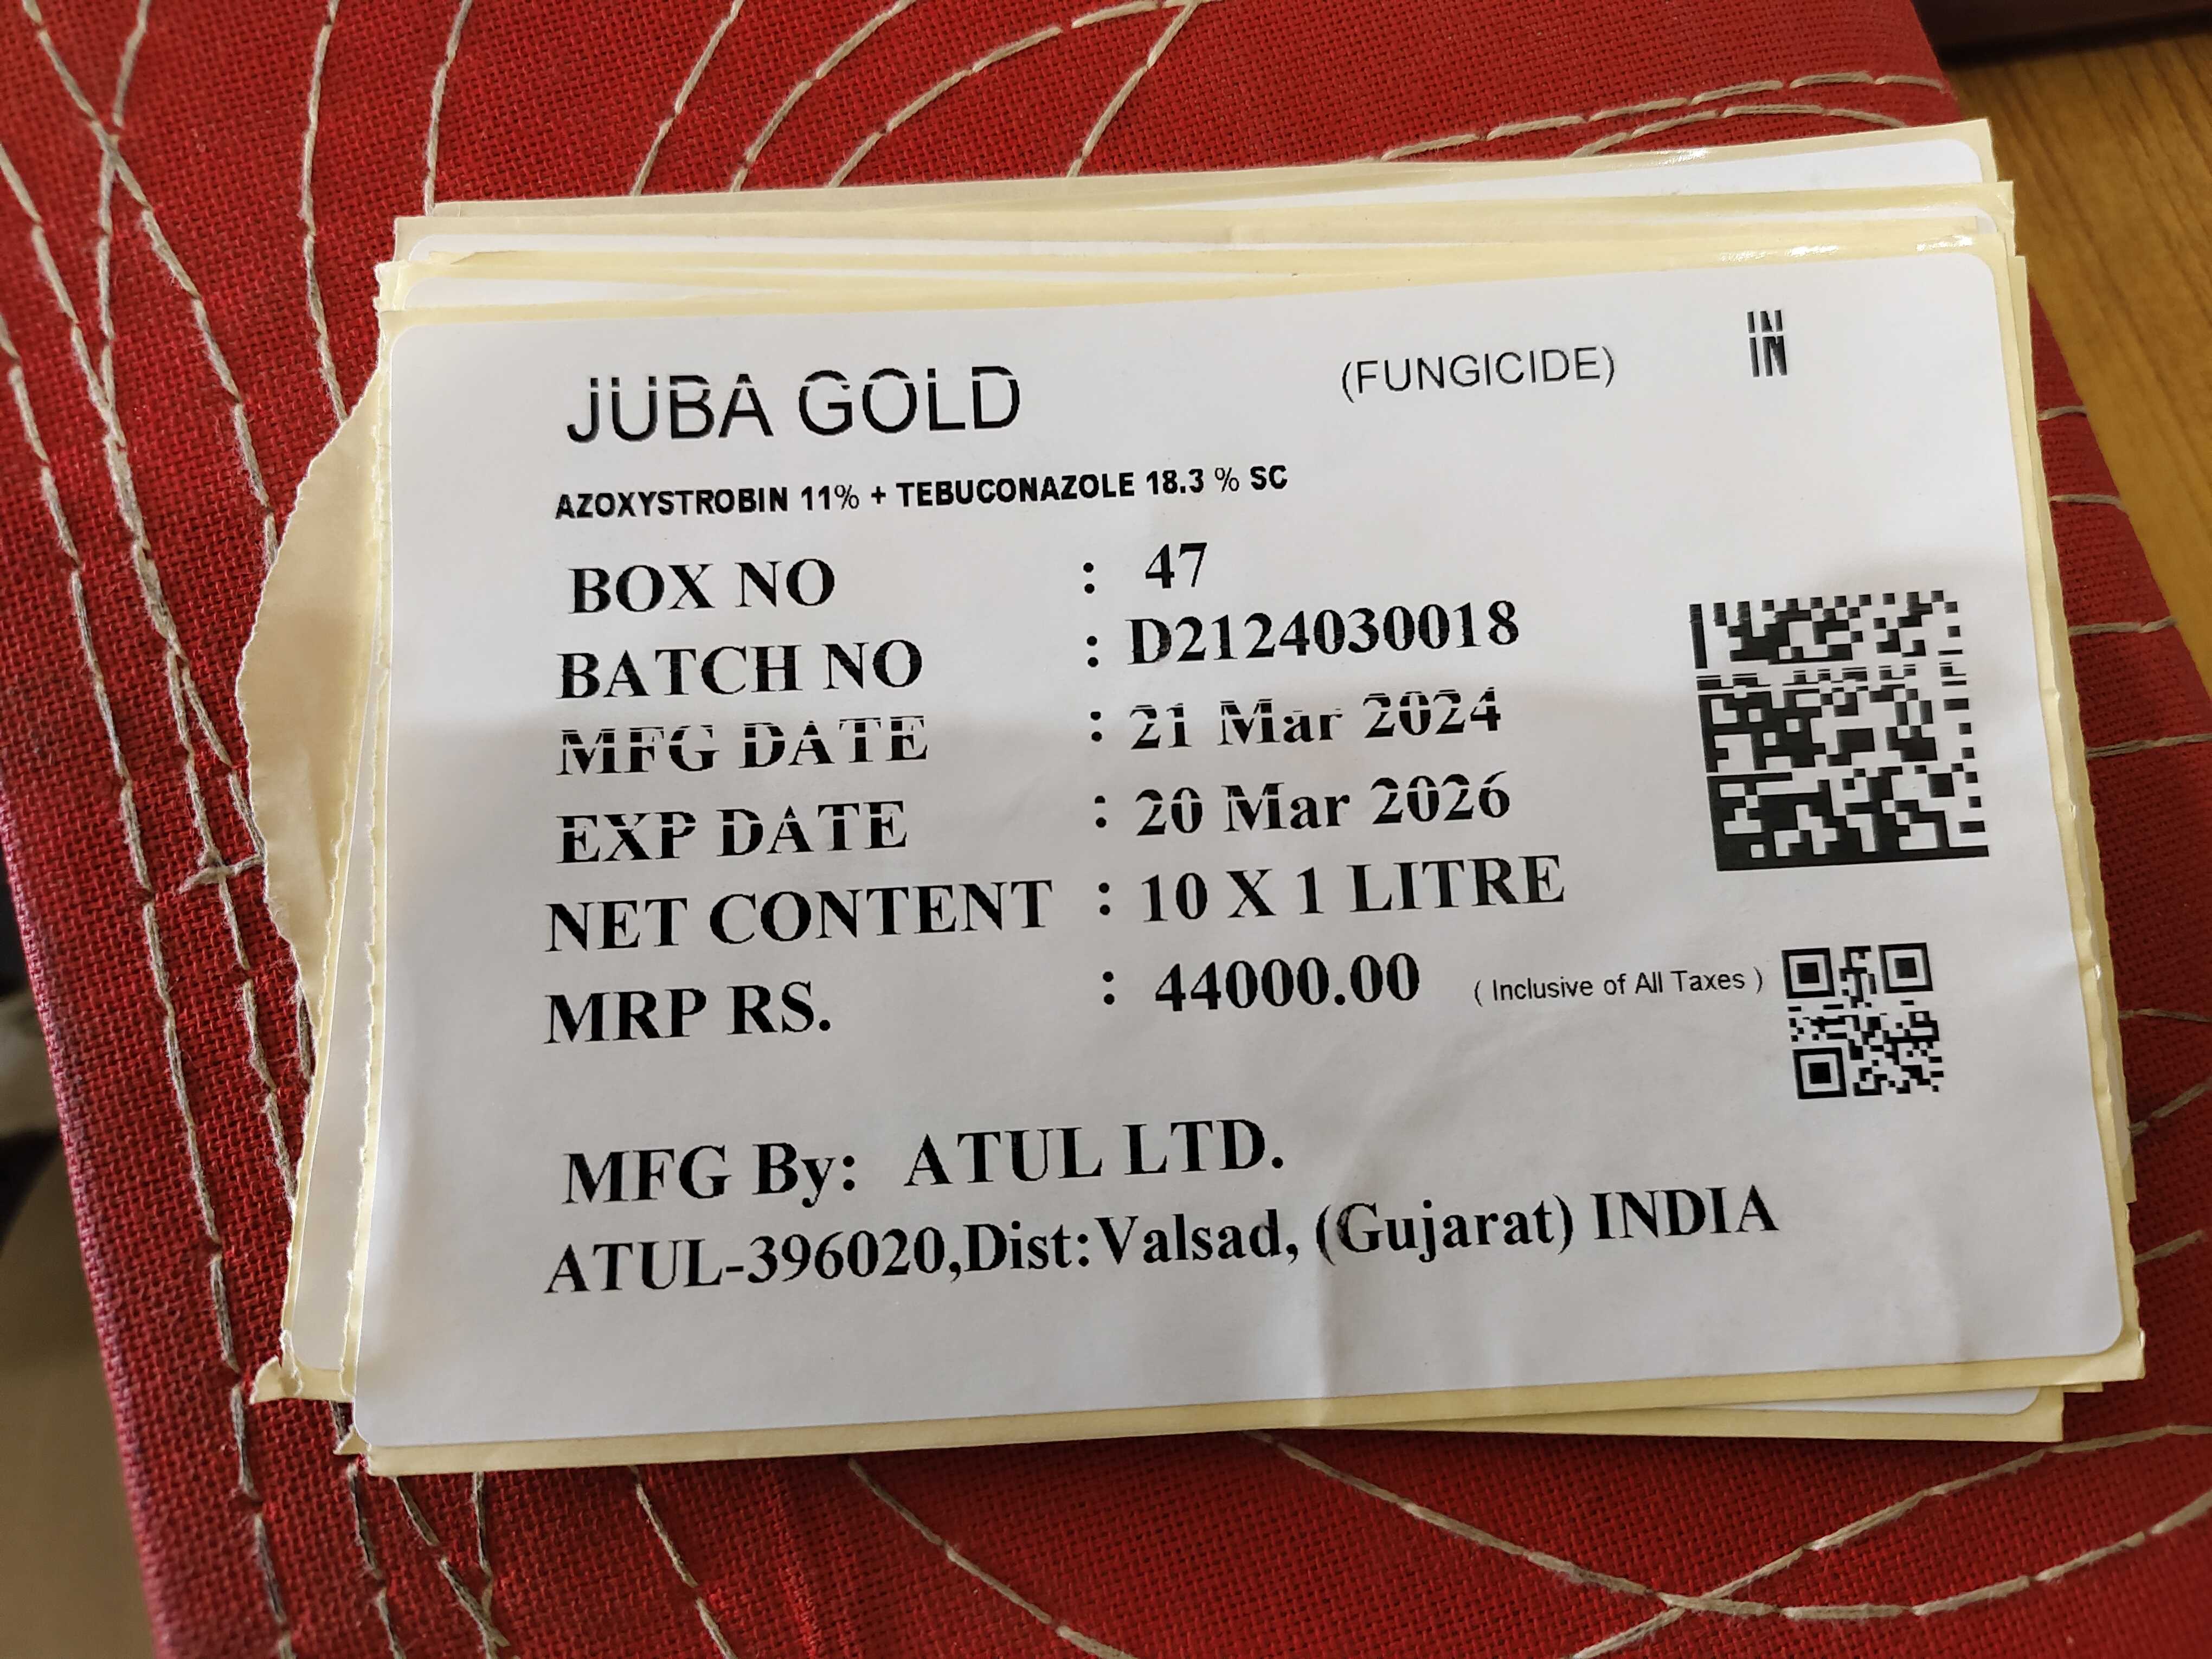 JUBA GOLD (FUNGICIDE) IN
IN
AZOXYSTROBIN 11% + TEBUCONAZOLE 18.3 % SC
BOX NO : 47
BATCH NO : D2124030018
MFG DATE : 21 Mar 2024
EXP DATE : 20 Mar 2026
NET CONTENT : 10 X 1 LITRE
MRP RS. : 44000.00 ( Inclusive of All Taxes )
MFG By: ATUL LTD.
ATUL-396020,Dist:Valsad, (Gujarat) INDIA